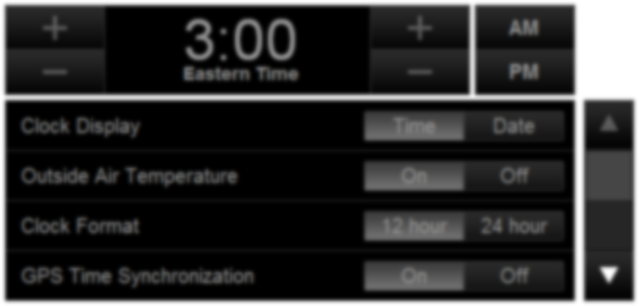 + 3:00 + AM
− Eastern Time − PM
Clock Display Time Date
Outside Air Temperature On Off
Clock Format 12 hour 24 hour
GPS Time Synchronization On Off